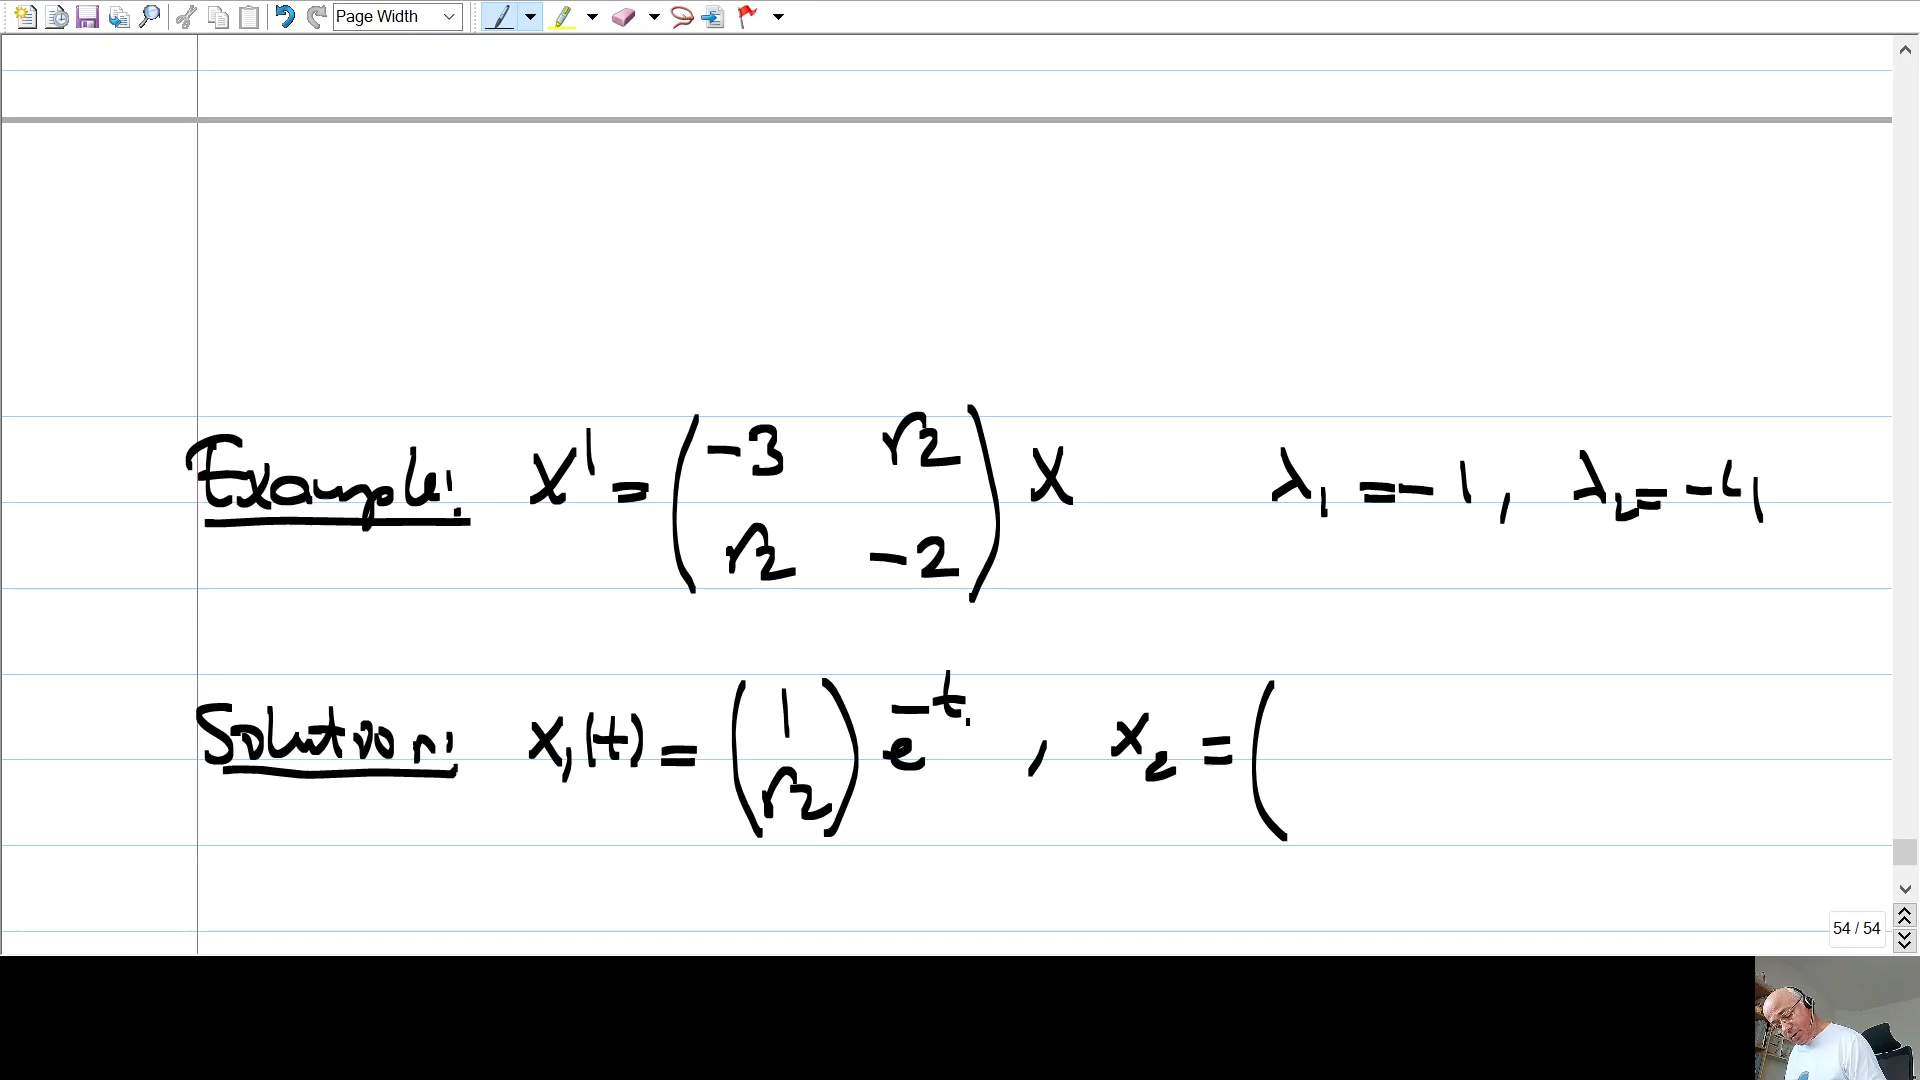 Page Width
Example: X' = ( -3 √2 ) X λ₁ = -1, λ₂ = -4
( √2 -2 )
Solution: x₁(t) = ( 1 ) e^-t, x₂ = (
( √2 )
54 / 54